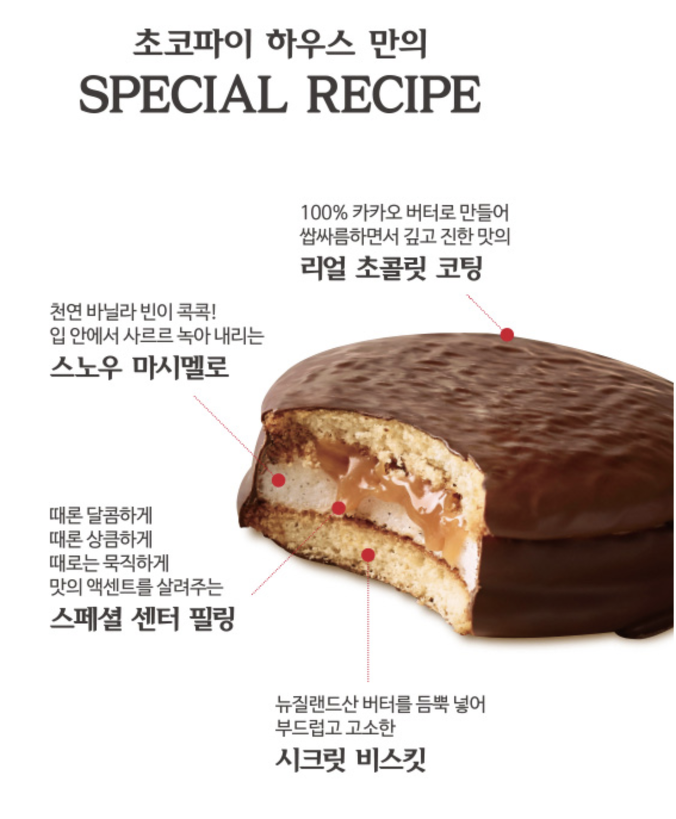 초코파이 하우스 만의
SPECIAL RECIPE
100% 카카오 버터로 만들어
쌉싸름하면서 깊고 진한 맛의
리얼 초콜릿 코팅
천연 바닐라 빈이 콕콕!
입 안에서 사르르 녹아 내리는
스노우 마시멜로
때론 달콤하게
때론 상큼하게
때로는 묵직하게
맛의 액센트를 살려주는
스페셜 센터 필링
뉴질랜드산 버터를 듬뿍 넣어
부드럽고 고소한
시크릿 비스킷